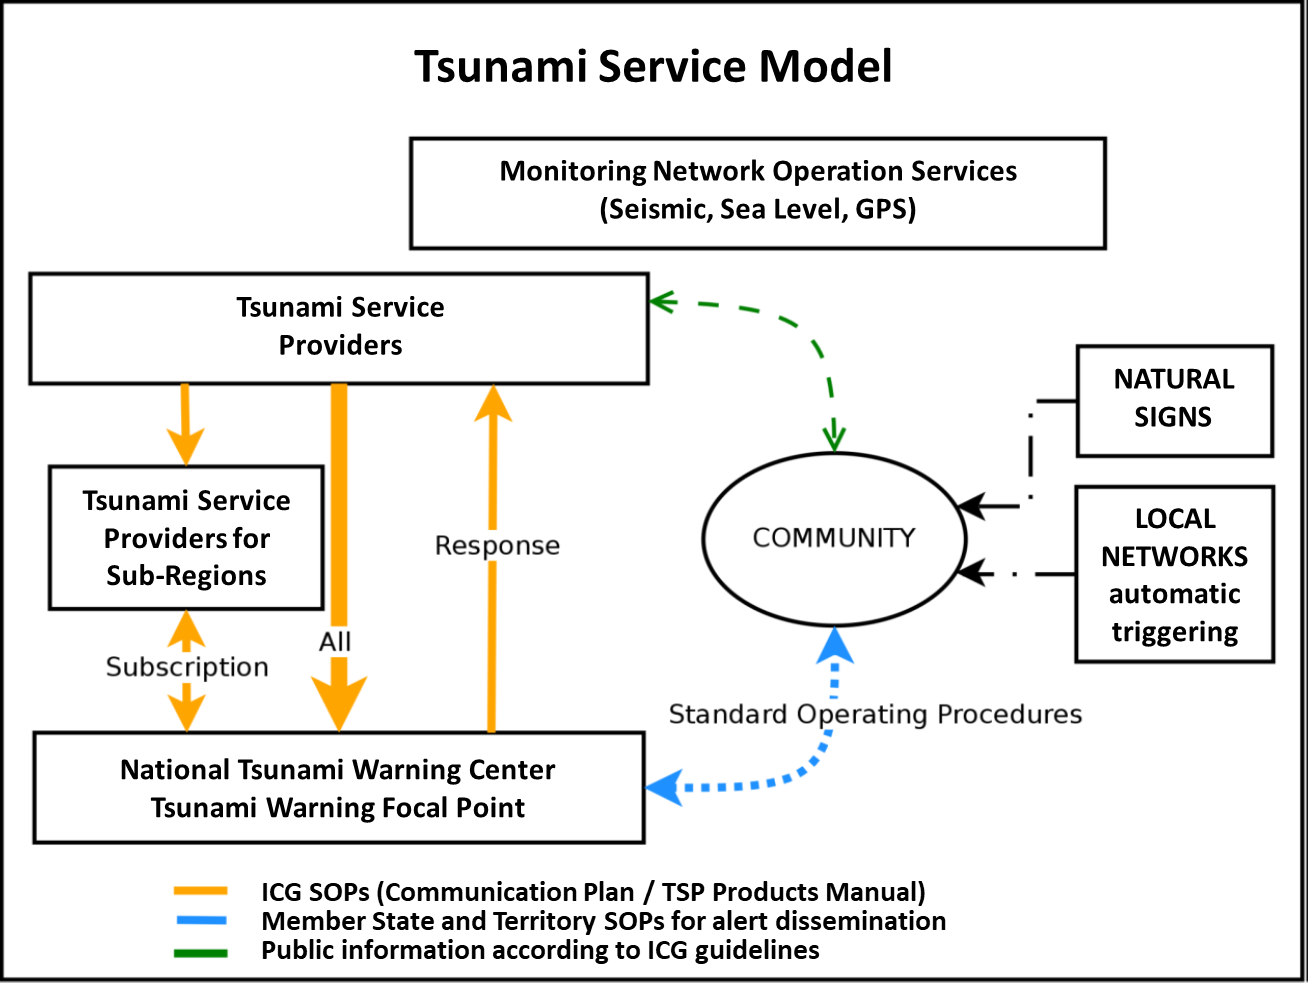 Tsunami Service Model
Monitoring Network Operation Services
(Seismic, Sea Level, GPS)
Tsunami Service
Providers
NATURAL
SIGNS
Tsunami Service
Providers for
Sub-Regions
Response
COMMUNITY
LOCAL
NETWORKS
automatic
triggering
All
Subscription
Standard Operating Procedures
National Tsunami Warning Center
Tsunami Warning Focal Point
ICG SOPs (Communication Plan / TSP Products Manual)
Member State and Territory SOPs for alert dissemination
Public information according to ICG guidelines